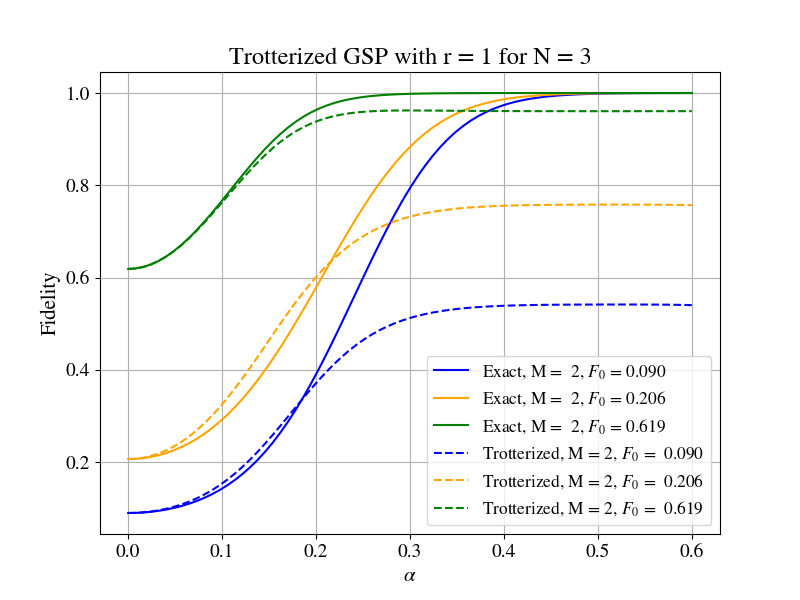 Trotterized GSP with r = 1 for N = 3
Fidelity
1.0
0.8
0.6
0.4
0.2
0.0 0.1 0.2 0.3 0.4 0.5 0.6
α
Exact, M = 2, F₀ = 0.090
Exact, M = 2, F₀ = 0.206
Exact, M = 2, F₀ = 0.619
Trotterized, M = 2, F₀ = 0.090
Trotterized, M = 2, F₀ = 0.206
Trotterized, M = 2, F₀ = 0.619